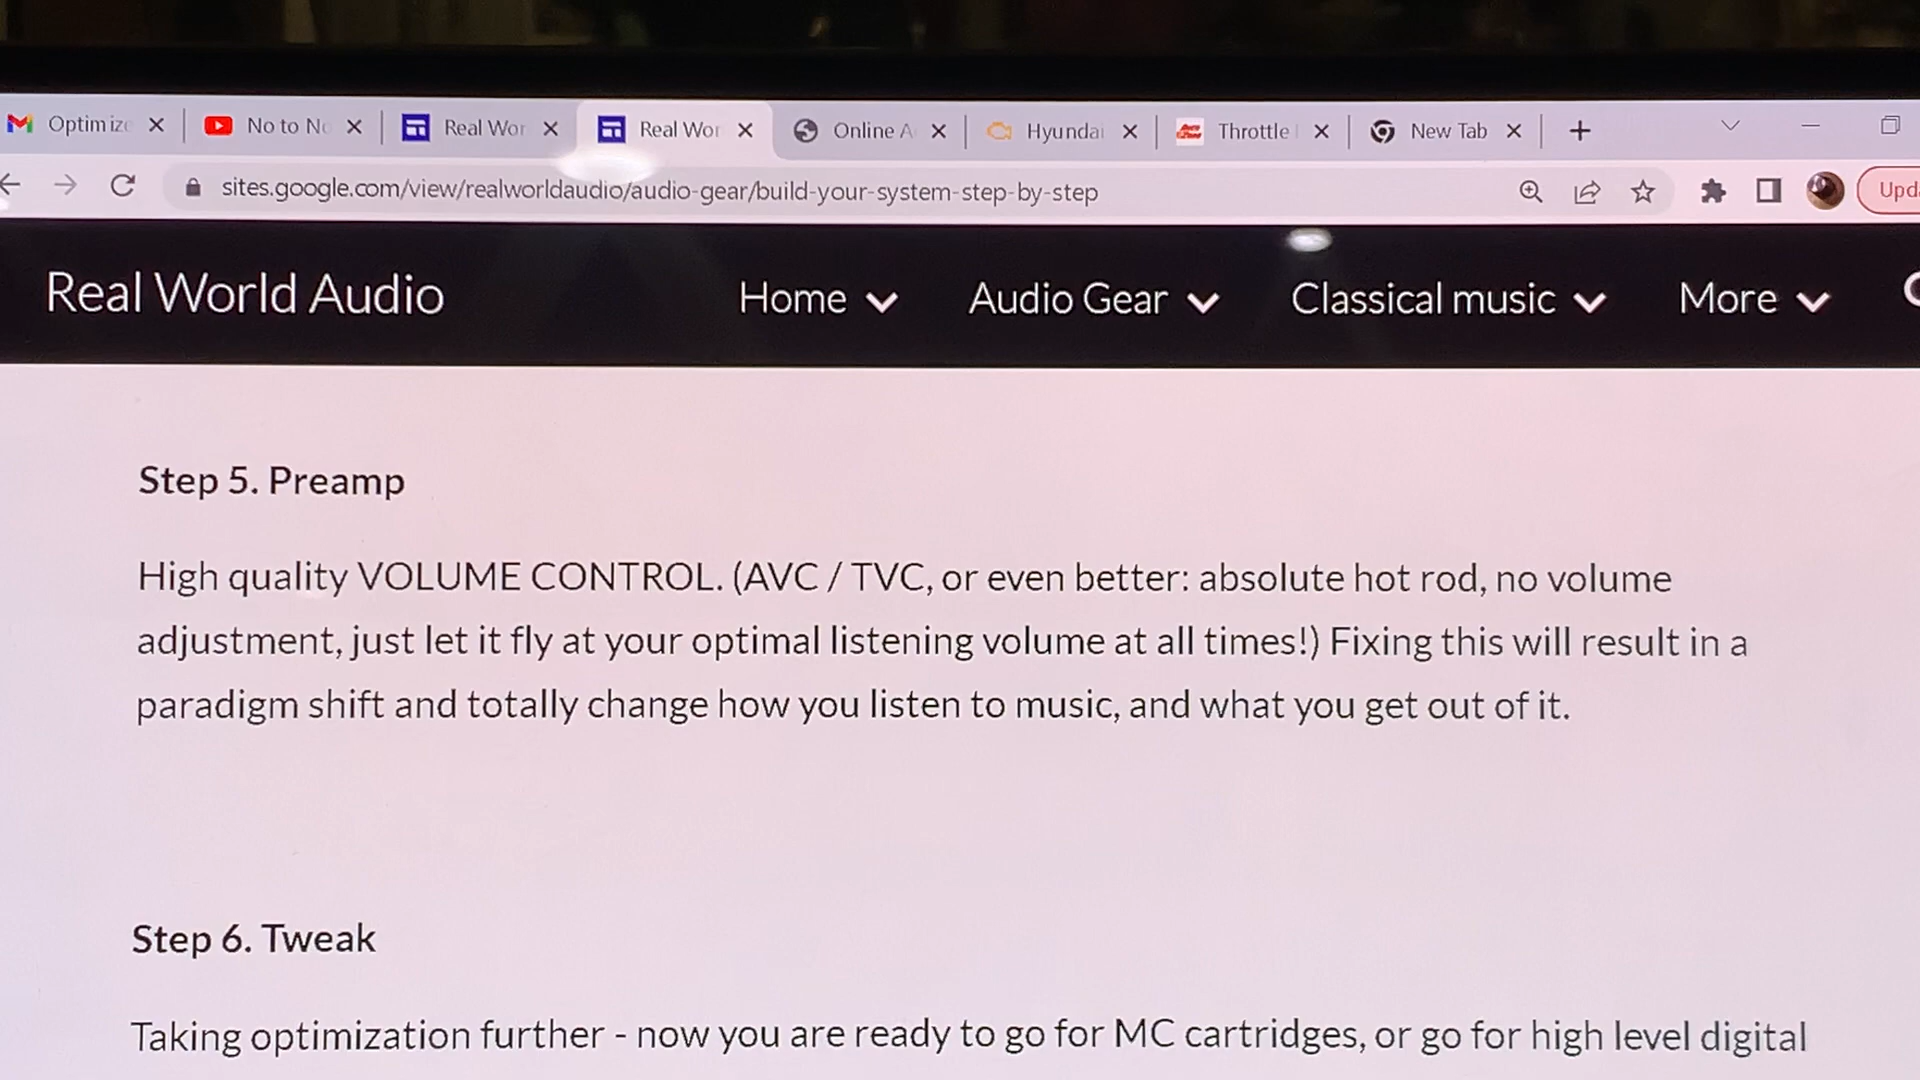 Optimize
No to No
Real Wor
Real Wor
Online A
Hyundai
Throttle
New Tab
sites.google.com/view/realworldaudio/audio-gear/build-your-system-step-by-step
Upda
Real World Audio
Home
Audio Gear
Classical music
More
Step 5. Preamp
High quality VOLUME CONTROL. (AVC / TVC, or even better: absolute hot rod, no volume
adjustment, just let it fly at your optimal listening volume at all times!) Fixing this will result in a
paradigm shift and totally change how you listen to music, and what you get out of it.
Step 6. Tweak
Taking optimization further - now you are ready to go for MC cartridges, or go for high level digital